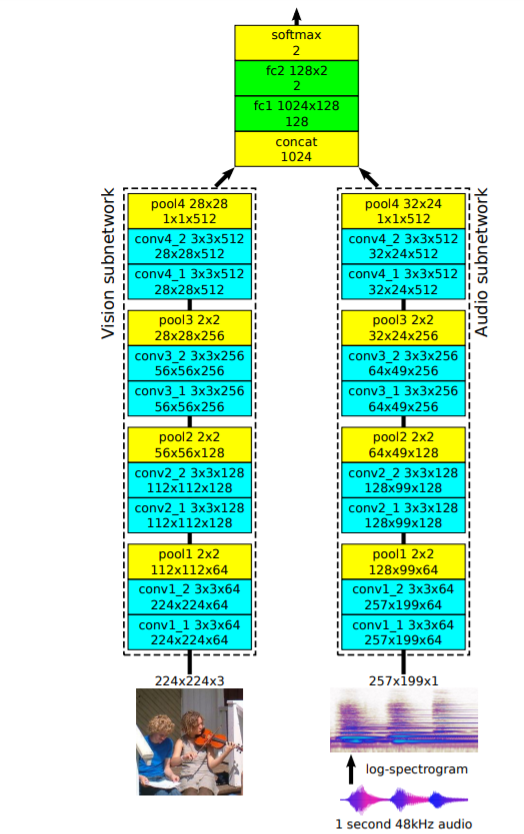 softmax
2
fc2 128x2
2
fc1 1024x128
128
concat
1024
Vision subnetwork
pool4 28x28
1x1x512
conv4_2 3x3x512
28x28x512
conv4_1 3x3x512
28x28x512
pool3 2x2
28x28x256
conv3_2 3x3x256
56x56x256
conv3_1 3x3x256
56x56x256
pool2 2x2
56x56x128
conv2_2 3x3x128
112x112x128
conv2_1 3x3x128
112x112x128
pool1 2x2
112x112x64
conv1_2 3x3x64
224x224x64
conv1_1 3x3x64
224x224x64
224x224x3
Audio subnetwork
pool4 32x24
1x1x512
conv4_2 3x3x512
32x24x512
conv4_1 3x3x512
32x24x512
pool3 2x2
32x24x256
conv3_2 3x3x256
64x49x256
conv3_1 3x3x256
64x49x256
pool2 2x2
64x49x128
conv2_2 3x3x128
128x99x128
conv2_1 3x3x128
128x99x128
pool1 2x2
128x99x64
conv1_2 3x3x64
257x199x64
conv1_1 3x3x64
257x199x64
257x199x1
log-spectrogram
1 second 48kHz audio